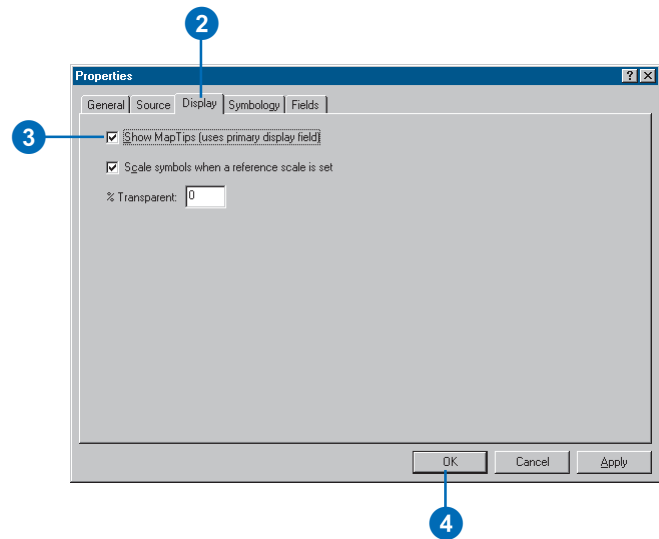 2
Properties
General Source Display Symbology Fields
3
Show MapTips (uses primary display field)
Scale symbols when a reference scale is set
% Transparent: 0
OK Cancel Apply
4